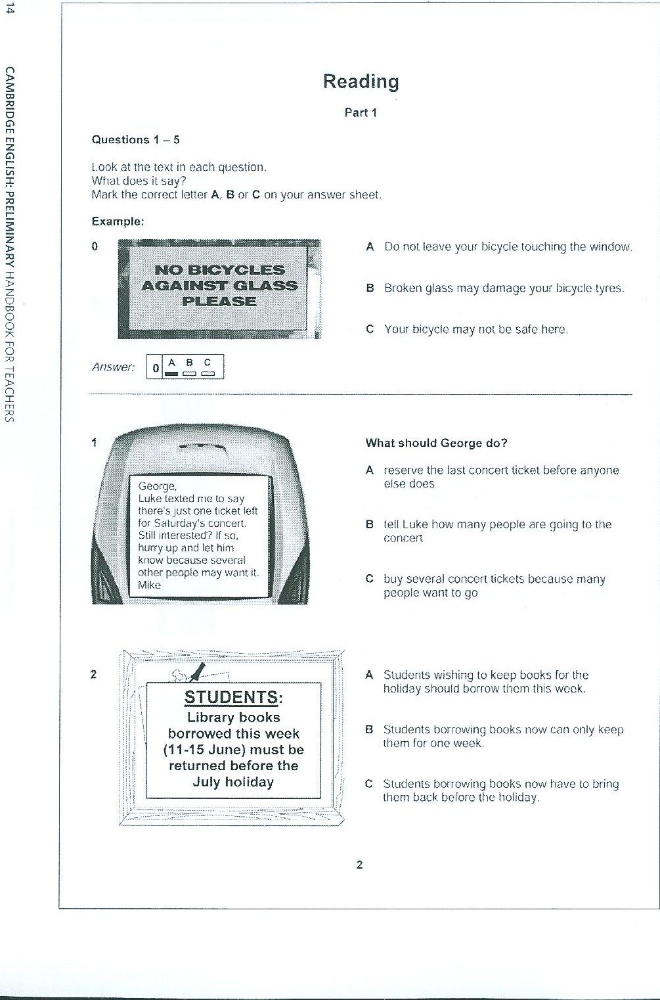 14
CAMBRIDGE ENGLISH: PRELIMINARY HANDBOOK FOR TEACHERS
Reading
Part 1
Questions 1 – 5
Look at the text in each question.
What does it say?
Mark the correct letter A, B or C on your answer sheet.
Example:
0
NO BICYCLES
AGAINST GLASS
PLEASE
A Do not leave your bicycle touching the window.
B Broken glass may damage your bicycle tyres.
C Your bicycle may not be safe here.
Answer:
0 A B C
1
George,
Luke texted me to say
there's just one ticket left
for Saturday's concert.
Still interested? If so,
hurry up and let him
know because several
other people may want it.
Mike
What should George do?
A reserve the last concert ticket before anyone
else does
B tell Luke how many people are going to the
concert
C buy several concert tickets because many
people want to go
2
STUDENTS:
Library books
borrowed this week
(11-15 June) must be
returned before the
July holiday
A Students wishing to keep books for the
holiday should borrow them this week.
B Students borrowing books now can only keep
them for one week.
C Students borrowing books now have to bring
them back before the holiday.
2